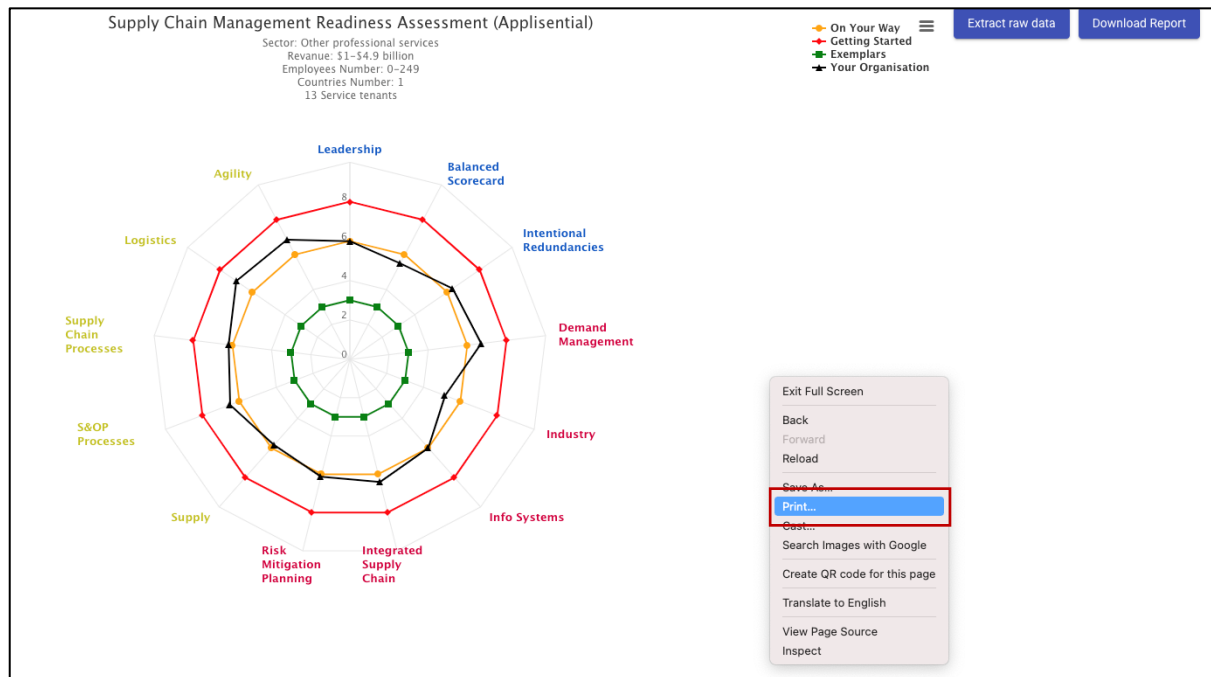 Supply Chain Management Readiness Assessment (Applisential)
Sector: Other professional services
Revanue: $1-$4.9 billion
Employees Number: 0-249
Countries Number: 1
13 Service tenants
On Your Way
Getting Started
Exemplars
Your Organisation
Extract raw data
Download Report
Leadership
Balanced
Scorecard
Intentional
Redundancies
Demand
Management
Industry
Info Systems
Integrated
Supply
Chain
Risk
Mitigation
Planning
Supply
S&OP
Processes
Supply
Chain
Processes
Logistics
Agility
8
6
4
2
0
Exit Full Screen
Back
Forward
Reload
Save As...
Print...
Cast...
Search Images with Google
Create QR code for this page
Translate to English
View Page Source
Inspect